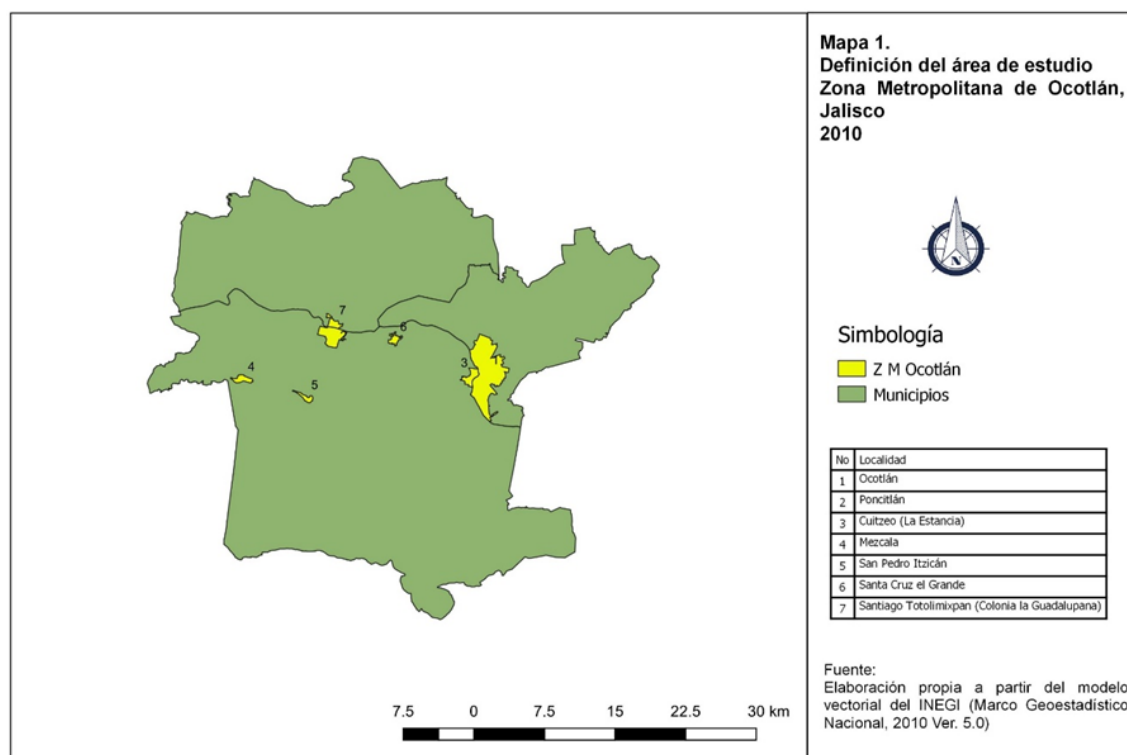 Mapa 1.
Definición del área de estudio
Zona Metropolitana de Ocotlán,
Jalisco
2010
N
Simbología
Z M Ocotlán
Municipios
No Localidad
1 Ocotlán
2 Poncitlán
3 Cuitzeo (La Estancia)
4 Mezcala
5 San Pedro Itzicán
6 Santa Cruz el Grande
7 Santiago Totolimixpan (Colonia la Guadalupana)
Fuente:
Elaboración propia a partir del modelo
vectorial del INEGI (Marco Geoestadístico
Nacional, 2010 Ver. 5.0)
7
6
3
1
4
5
7.5 0 7.5 15 22.5 30 km